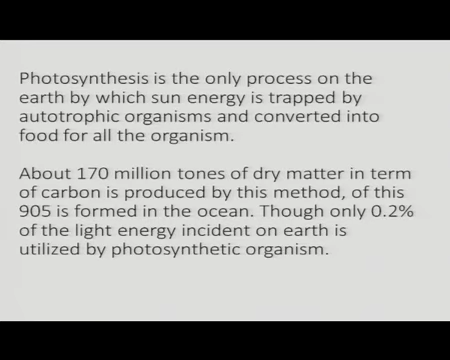 Photosynthesis is the only process on the
earth by which sun energy is trapped by
autotrophic organisms and converted into
food for all the organism.
About 170 million tones of dry matter in term
of carbon is produced by this method, of this
905 is formed in the ocean. Though only 0.2%
of the light energy incident on earth is
utilized by photosynthetic organism.